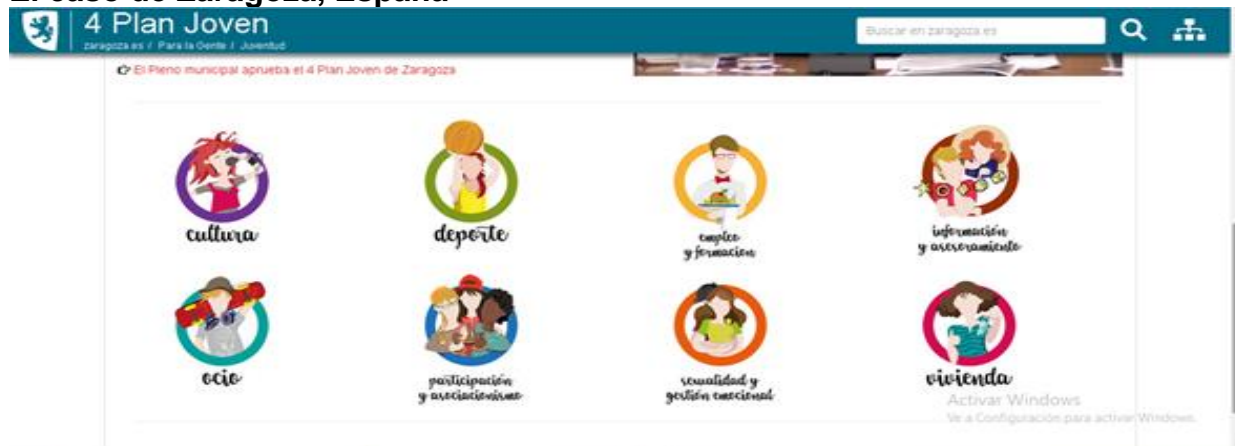 El caso de Zaragoza, España
4 Plan Joven
Buscar en zaragoza.es
zaragoza.es / Para la Gente / Juventud
El Pleno municipal aprueba el 4 Plan Joven de Zaragoza
cultura
deporte
empleo
y formacion
información
y asesoramiento
ocio
participación
y asociacionismo
sexualidad y
gestión emocional
vivienda
Activar Windows
Ve a Configuración para activar Windows.